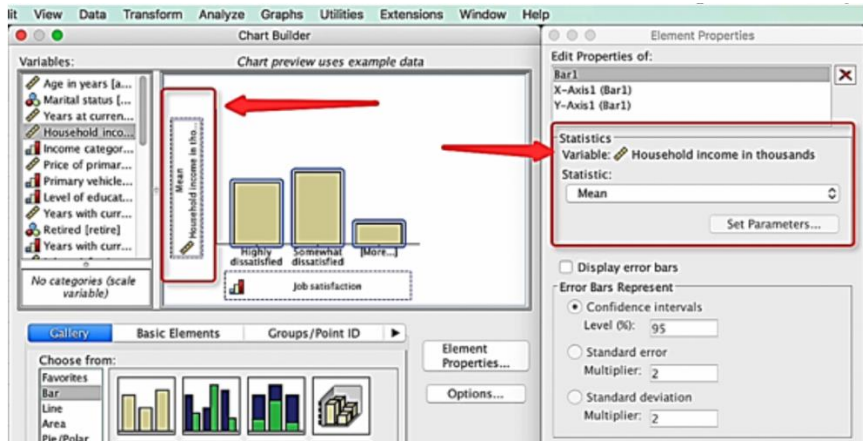 lit View Data Transform Analyze Graphs Utilities Extensions Window Help
Chart Builder
Variables:
Chart preview uses example data
Age in years [a...
Marital status [...
Years at curren...
Household inco...
Income categor...
Price of primar...
Primary vehicle...
Level of educat...
Years with curr...
Retired [retire]
Years with curr...
No categories (scale
variable)
Mean
Household income in tho...
Highly
dissatisfied
Somewhat
dissatisfied
[More...]
Job satisfaction
Gallery Basic Elements Groups/Point ID
Choose from:
Favorites
Bar
Line
Area
Pie/Polar
Element
Properties...
Options...
Element Properties
Edit Properties of:
Bar1
X-Axis1 (Bar1)
Y-Axis1 (Bar1)
Statistics
Variable: Household income in thousands
Statistic:
Mean
Set Parameters...
Display error bars
Error Bars Represent
Confidence intervals
Level (%): 95
Standard error
Multiplier: 2
Standard deviation
Multiplier: 2